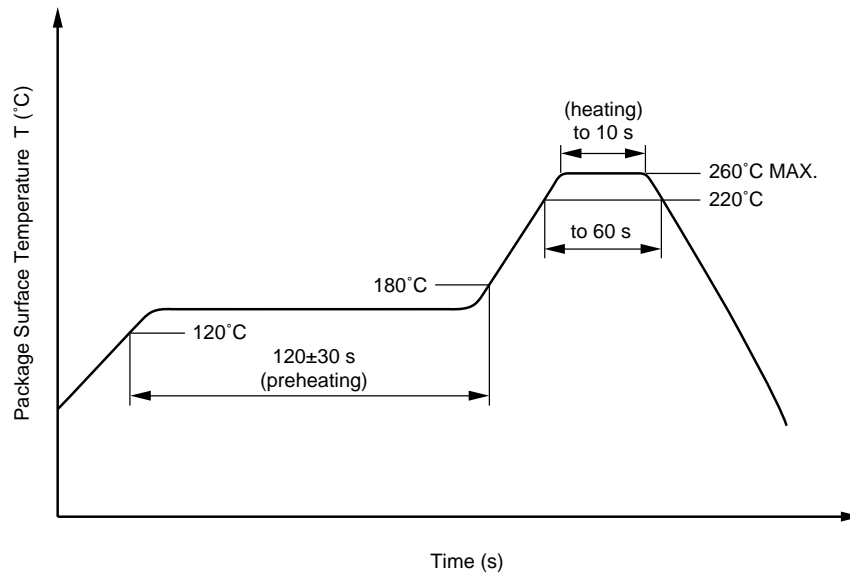 Package Surface Temperature T (˚C)
(heating)
to 10 s
260˚C MAX.
220˚C
to 60 s
180˚C
120˚C
120±30 s
(preheating)
Time (s)